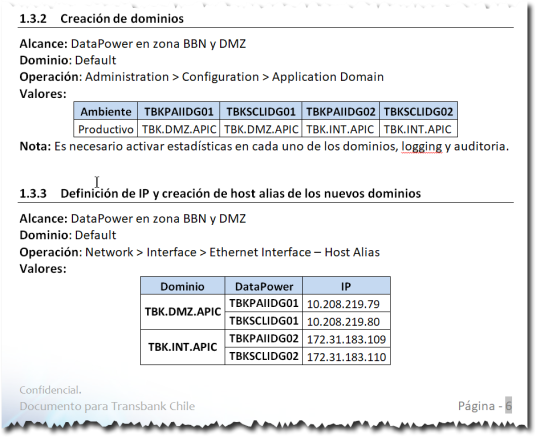 1.3.2 Creación de dominios
Alcance: DataPower en zona BBN y DMZ
Dominio: Default
Operación: Administration > Configuration > Application Domain
Valores:
Ambiente TBKPAIIDG01 TBKSCLIDG01 TBKPAIIDG02 TBKSCLIDG02
Productivo TBK.DMZ.APIC TBK.DMZ.APIC TBK.INT.APIC TBK.INT.APIC
Nota: Es necesario activar estadísticas en cada uno de los dominios, logging y auditoria.
1.3.3 Definición de IP y creación de host alias de los nuevos dominios
Alcance: DataPower en zona BBN y DMZ
Dominio: Default
Operación: Network > Interface > Ethernet Interface – Host Alias
Valores:
Dominio DataPower IP
TBK.DMZ.APIC TBKPAIIDG01 10.208.219.79
TBKSCLIDG01 10.208.219.80
TBK.INT.APIC TBKPAIIDG02 172.31.183.109
TBKSCLIDG02 172.31.183.110
Confidencial.
Documento para Transbank Chile Página - 6